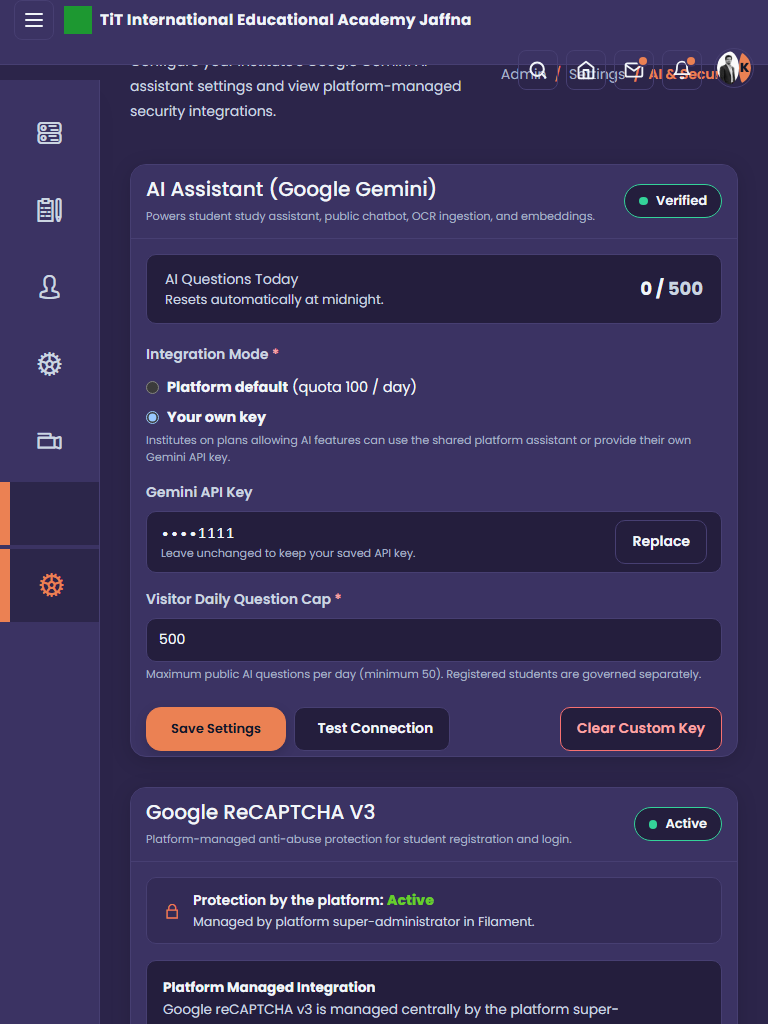 TiT International Educational Academy Jaffna
assistant settings and view platform-managed
security integrations.
Admin / Settings / AI & Secur
K
AI Assistant (Google Gemini)
Powers student study assistant, public chatbot, OCR ingestion, and embeddings.
Verified
AI Questions Today
Resets automatically at midnight.
0 / 500
Integration Mode *
Platform default (quota 100 / day)
Your own key
Institutes on plans allowing AI features can use the shared platform assistant or provide their own
Gemini API key.
Gemini API Key
••••1111
Leave unchanged to keep your saved API key.
Replace
Visitor Daily Question Cap *
500
Maximum public AI questions per day (minimum 50). Registered students are governed separately.
Save Settings
Test Connection
Clear Custom Key
Google ReCAPTCHA V3
Platform-managed anti-abuse protection for student registration and login.
Active
Protection by the platform: Active
Managed by platform super-administrator in Filament.
Platform Managed Integration
Google reCAPTCHA v3 is managed centrally by the platform super-